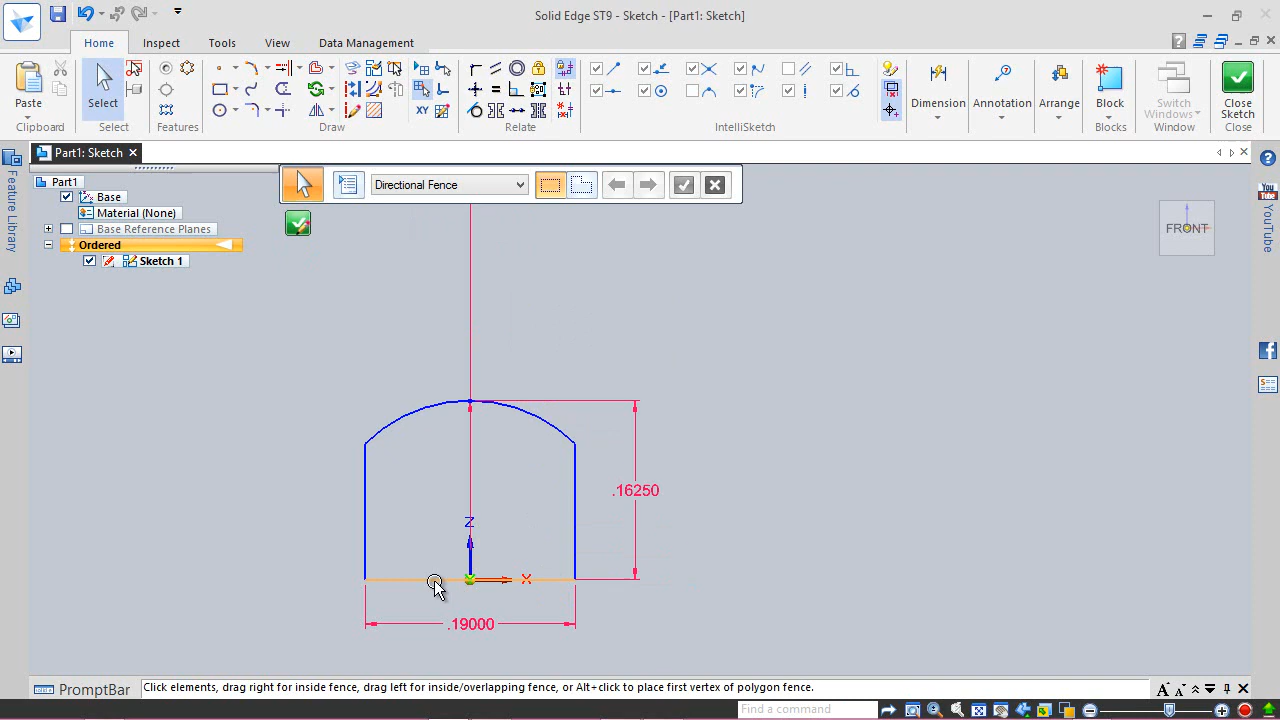 Solid Edge ST9 - Sketch - [Part1: Sketch]
Home Inspect Tools View Data Management
Paste
Clipboard
Select
Select
Features
Draw
XY
Relate
IntelliSketch
Dimension
Annotation
Arrange
Block
Blocks
Switch Windows
Window
Close Sketch
Close
Part1: Sketch
Directional Fence
Feature Library
Part1
Base
Material (None)
Base Reference Planes
Ordered
Sketch 1
FRONT
You Tube
YouTube
.16250
Z
X
.19000
PromptBar
Click elements, drag right for inside fence, drag left for inside/overlapping fence, or Alt+click to place first vertex of polygon fence.
Find a command